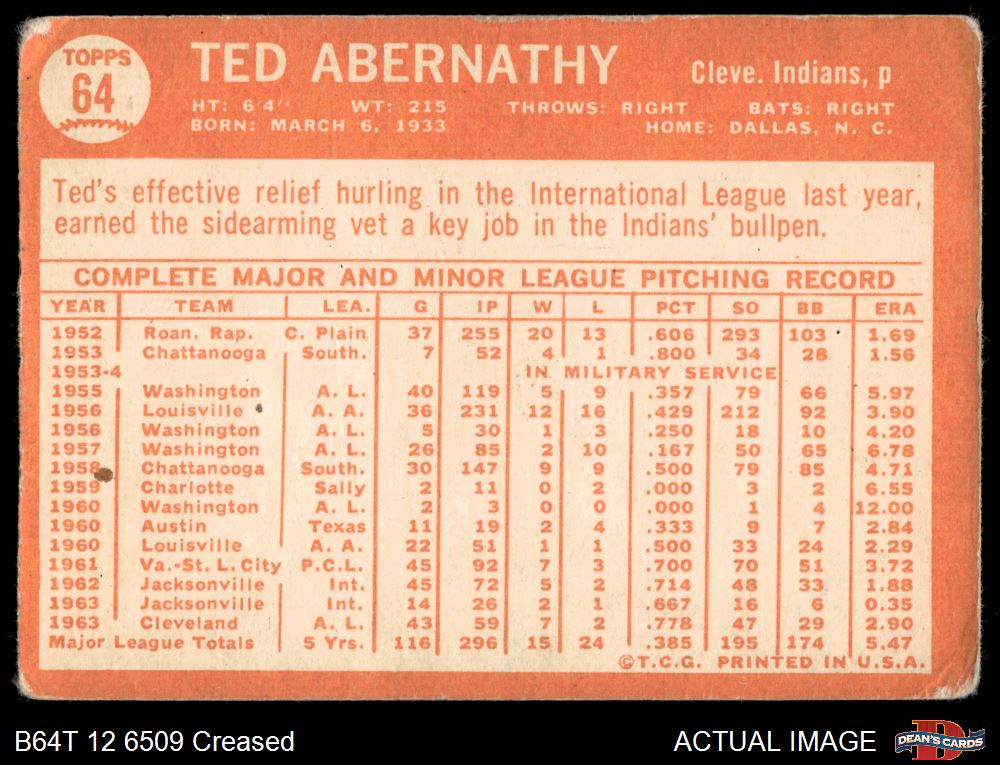 TOPPS
64
TED ABERNATHY
Cleve. Indians, p
HT: 6'4" WT: 215 THROWS: RIGHT BATS: RIGHT
BORN: MARCH 6, 1933 HOME: DALLAS, N. C.
Ted's effective relief hurling in the International League last year,
earned the sidearming vet a key job in the Indians' bullpen.
COMPLETE MAJOR AND MINOR LEAGUE PITCHING RECORD
YEAR TEAM LEA. G IP W L PCT SO BB ERA
1952 Roan. Rap. C. Plain 37 255 20 13 .606 293 103 1.69
1953 Chattanooga South. 7 52 4 1 .800 34 28 1.56
1953-4 IN MILITARY SERVICE
1955 Washington A. L. 40 119 5 9 .357 79 66 5.97
1956 Louisville A. A. 36 231 12 16 .429 212 92 3.90
1956 Washington A. L. 5 30 1 3 .250 18 10 4.20
1957 Washington A. L. 26 85 2 10 .167 50 65 6.78
1958 Chattanooga South. 30 147 9 9 .500 79 85 4.71
1959 Charlotte Sally 2 11 0 2 .000 3 2 6.55
1960 Washington A. L. 2 3 0 0 .000 1 4 12.00
1960 Austin Texas 11 19 2 4 .333 9 7 2.84
1960 Louisville A. A. 22 51 1 1 .500 33 24 2.29
1961 Va.-St. L. City P.C.L. 45 92 7 3 .700 70 51 3.72
1962 Jacksonville Int. 45 72 5 2 .714 48 33 1.88
1963 Jacksonville Int. 14 26 2 1 .667 16 6 0.35
1963 Cleveland A. L. 43 59 7 2 .778 47 29 2.90
Major League Totals 5 Yrs. 116 296 15 24 .385 195 174 5.47
©T.C.G. PRINTED IN U.S.A.
B64T 12 6509 Creased
ACTUAL IMAGE
DEAN'S CARDS